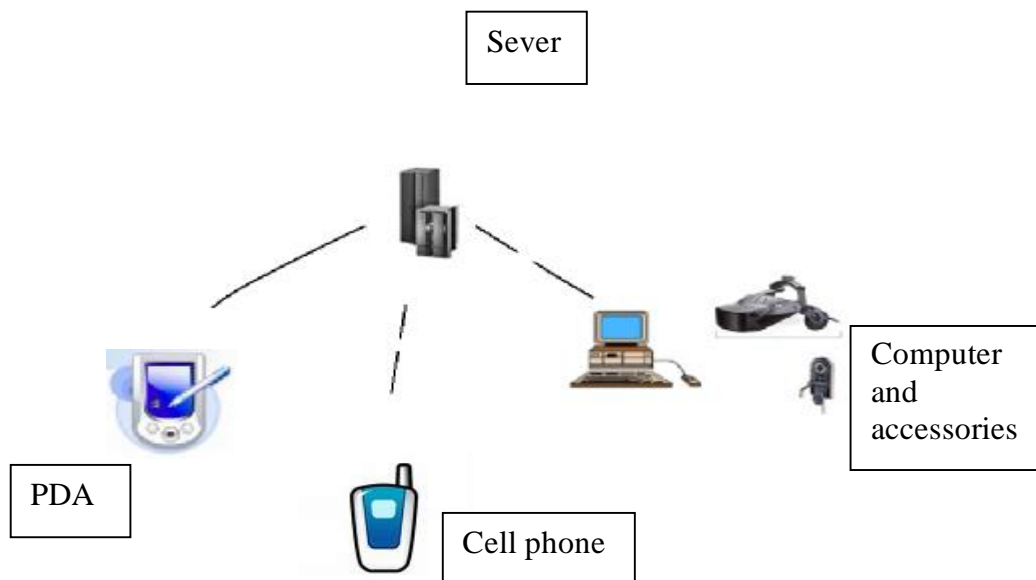 Sever
Computer
and
accessories
PDA
Cell phone